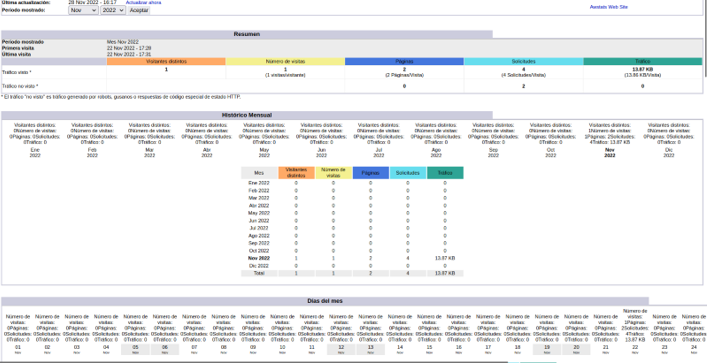 Última actualización: 28 Nov 2022 - 16:17 Actualizar ahora
Awstats Web Site
Periodo mostrado: Nov 2022 Aceptar
Resumen
Periodo mostrado Mes Nov 2022
Primera visita 22 Nov 2022 - 17:28
Última visita 22 Nov 2022 - 17:31
Visitantes distintos Número de visitas Páginas Solicitudes Tráfico
Tráfico visto * 1 1 2 4 13.87 KB
(1 visitas/visitante) (2 Páginas/Visita) (4 Solicitudes/Visita) (13.86 KB/Visita)
Tráfico no visto * 0 2 0
* El tráfico "no visto" es tráfico generado por robots, gusanos o respuestas de código especial de estado HTTP.
Histórico Mensual
Visitantes distintos: Visitantes distintos: Visitantes distintos: Visitantes distintos: Visitantes distintos: Visitantes distintos: Visitantes distintos: Visitantes distintos: Visitantes distintos: Visitantes distintos: Visitantes distintos: Visitantes distintos:
0Número de visitas: 0Número de visitas: 0Número de visitas: 0Número de visitas: 0Número de visitas: 0Número de visitas: 0Número de visitas: 0Número de visitas: 0Número de visitas: 0Número de visitas: 1Número de visitas: 0Número de visitas:
0Páginas: 0Solicitudes: 0Páginas: 0Solicitudes: 0Páginas: 0Solicitudes: 0Páginas: 0Solicitudes: 0Páginas: 0Solicitudes: 0Páginas: 0Solicitudes: 0Páginas: 0Solicitudes: 0Páginas: 0Solicitudes: 0Páginas: 0Solicitudes: 0Páginas: 0Solicitudes: 1Páginas: 2Solicitudes: 0Páginas: 0Solicitudes:
0Tráfico: 0 0Tráfico: 0 0Tráfico: 0 0Tráfico: 0 0Tráfico: 0 0Tráfico: 0 0Tráfico: 0 0Tráfico: 0 0Tráfico: 0 0Tráfico: 0 4Tráfico: 13.87 KB 0Tráfico: 0
Ene Feb Mar Abr May Jun Jul Ago Sep Oct Nov Dic
2022 2022 2022 2022 2022 2022 2022 2022 2022 2022 2022 2022
Mes Visitantes distintos Número de visitas Páginas Solicitudes Tráfico
Ene 2022 0 0 0 0 0
Feb 2022 0 0 0 0 0
Mar 2022 0 0 0 0 0
Abr 2022 0 0 0 0 0
May 2022 0 0 0 0 0
Jun 2022 0 0 0 0 0
Jul 2022 0 0 0 0 0
Ago 2022 0 0 0 0 0
Sep 2022 0 0 0 0 0
Oct 2022 0 0 0 0 0
Nov 2022 1 1 2 4 13.87 KB
Dic 2022 0 0 0 0 0
Total 1 1 2 4 13.87 KB
Días del mes
Número de
Número de Número de Número de Número de Número de Número de Número de Número de Número de Número de Número de Número de Número de Número de Número de Número de Número de Número de Número de Número de Número de visitas: Número de Número de
visitas: visitas: visitas: visitas: visitas: visitas: visitas: visitas: visitas: visitas: visitas: visitas: visitas: visitas: visitas: visitas: visitas: visitas: visitas: visitas: visitas: 1Páginas: visitas: visitas:
0Páginas: 0Páginas: 0Páginas: 0Páginas: 0Páginas: 0Páginas: 0Páginas: 0Páginas: 0Páginas: 0Páginas: 0Páginas: 0Páginas: 0Páginas: 0Páginas: 0Páginas: 0Páginas: 0Páginas: 0Páginas: 0Páginas: 0Páginas: 0Páginas: 2Solicitudes: 0Páginas: 0Páginas:
0Solicitudes: 0Solicitudes: 0Solicitudes: 0Solicitudes: 0Solicitudes: 0Solicitudes: 0Solicitudes: 0Solicitudes: 0Solicitudes: 0Solicitudes: 0Solicitudes: 0Solicitudes: 0Solicitudes: 0Solicitudes: 0Solicitudes: 0Solicitudes: 0Solicitudes: 0Solicitudes: 0Solicitudes: 0Solicitudes: 0Solicitudes: 4Tráfico: 0Solicitudes: 0Solicitudes:
0Tráfico: 0 0Tráfico: 0 0Tráfico: 0 0Tráfico: 0 0Tráfico: 0 0Tráfico: 0 0Tráfico: 0 0Tráfico: 0 0Tráfico: 0 0Tráfico: 0 0Tráfico: 0 0Tráfico: 0 0Tráfico: 0 0Tráfico: 0 0Tráfico: 0 0Tráfico: 0 0Tráfico: 0 0Tráfico: 0 0Tráfico: 0 0Tráfico: 0 0Tráfico: 0 13.87 KB 0Tráfico: 0 0Tráfico: 0
01 02 03 04 05 06 07 08 09 10 11 12 13 14 15 16 17 18 19 20 21 22 23 24
Nov Nov Nov Nov Nov Nov Nov Nov Nov Nov Nov Nov Nov Nov Nov Nov Nov Nov Nov Nov Nov Nov Nov Nov